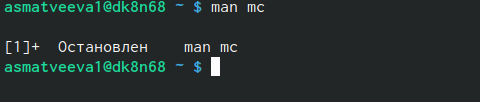 asmatveeva1@dk8n68 ~ $ man mc
[1]+  Остановлен    man mc
asmatveeva1@dk8n68 ~ $